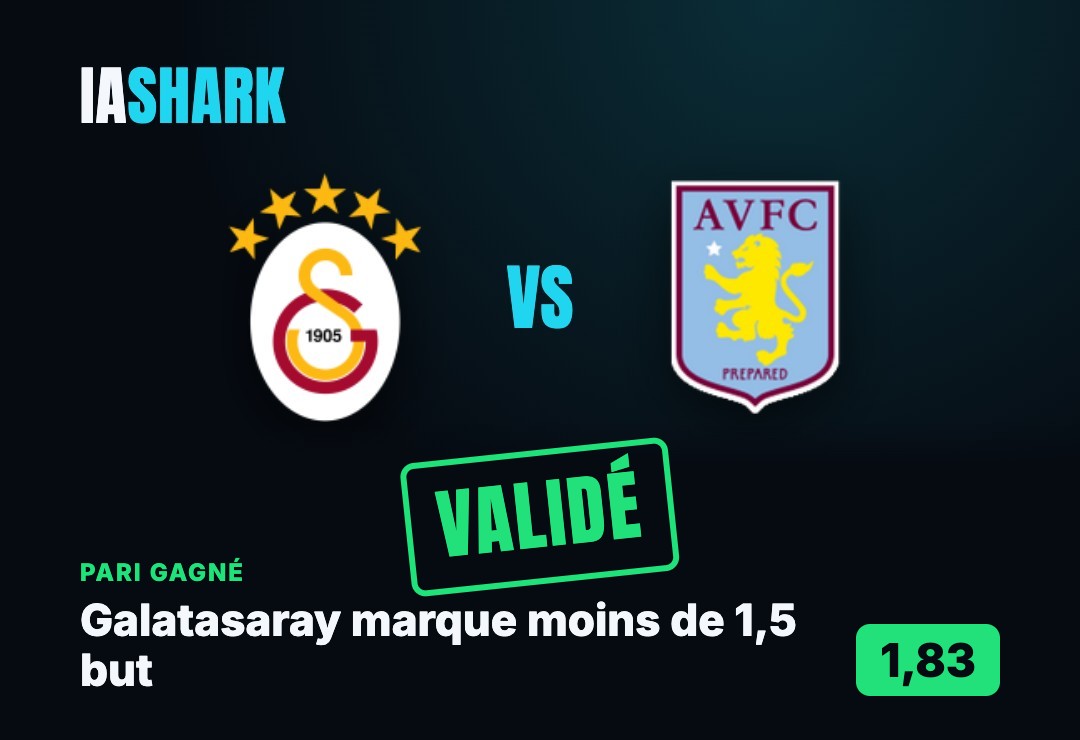 IASHARK
1905
VS
AVFC
PREPARED
VALIDÉ
PARI GAGNÉ
Galatasaray marque moins de 1,5
but
1,83